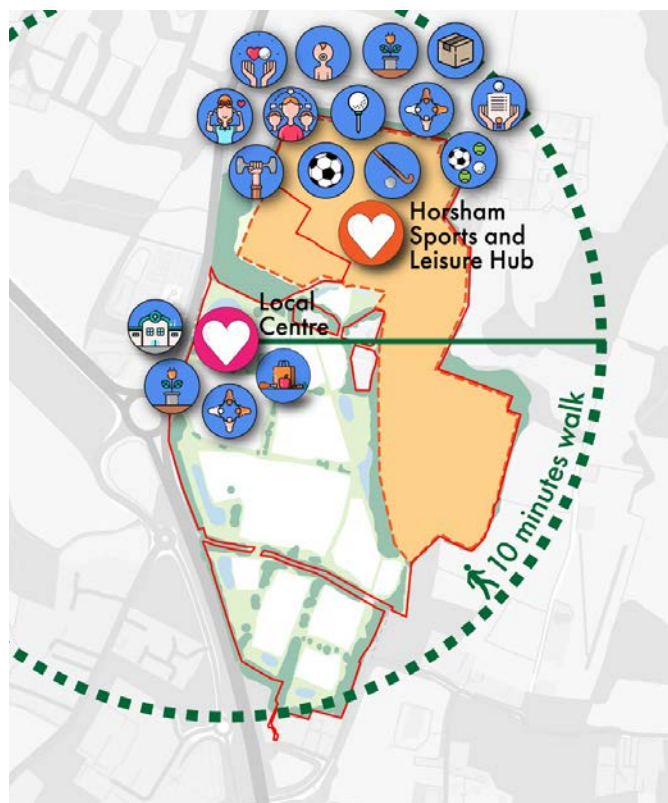 Horsham
Sports and
Leisure Hub
Local
Centre
10 minutes walk